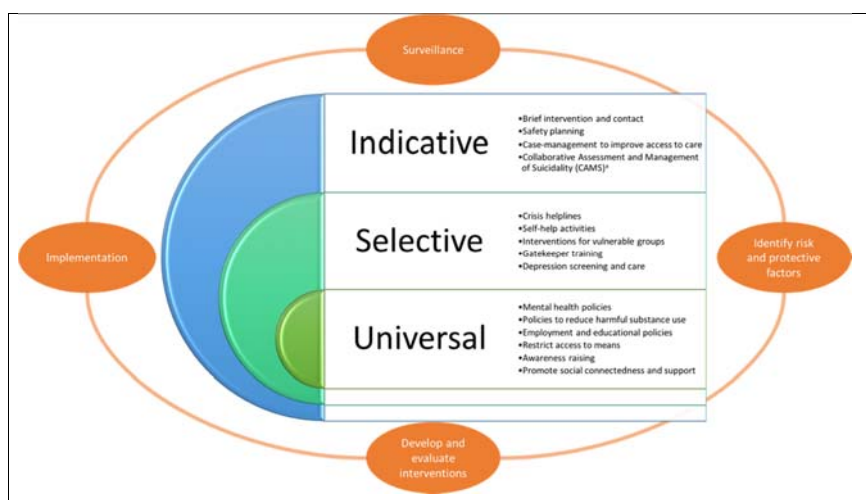 Surveillance
Indicative
•Brief intervention and contact
•Safety planning
•Case-management to improve access to care
•Collaborative Assessment and Management
of Suicidality (CAMS)ᵃ
Implementation
Selective
•Crisis helplines
•Self-help activities
•Interventions for vulnerable groups
•Gatekeeper training
•Depression screening and care
Identify risk
and protective
factors
Universal
•Mental health policies
•Policies to reduce harmful substance use
•Employment and educational policies
•Restrict access to means
•Awareness raising
•Promote social connectedness and support
Develop and
evaluate
interventions